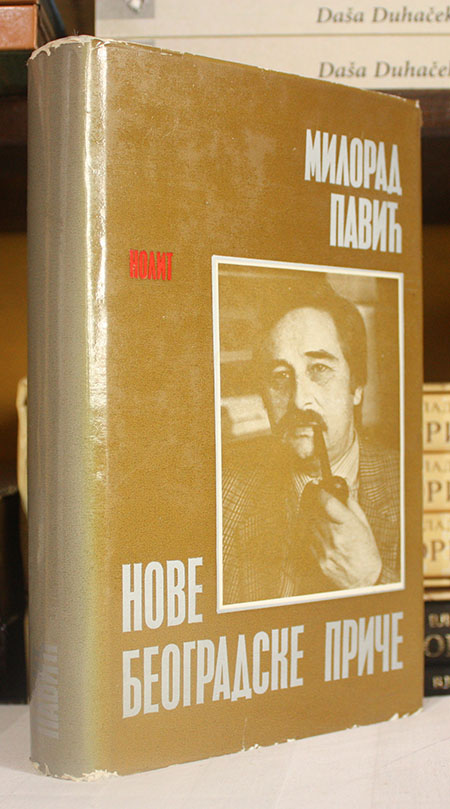 Daša Duhaček
Daša Duhaček
МИЛОРАД
ПАВИЋ
НОЛИТ
НОВЕ
БЕОГРАДСКЕ ПРИЧЕ
ПАВИЋ